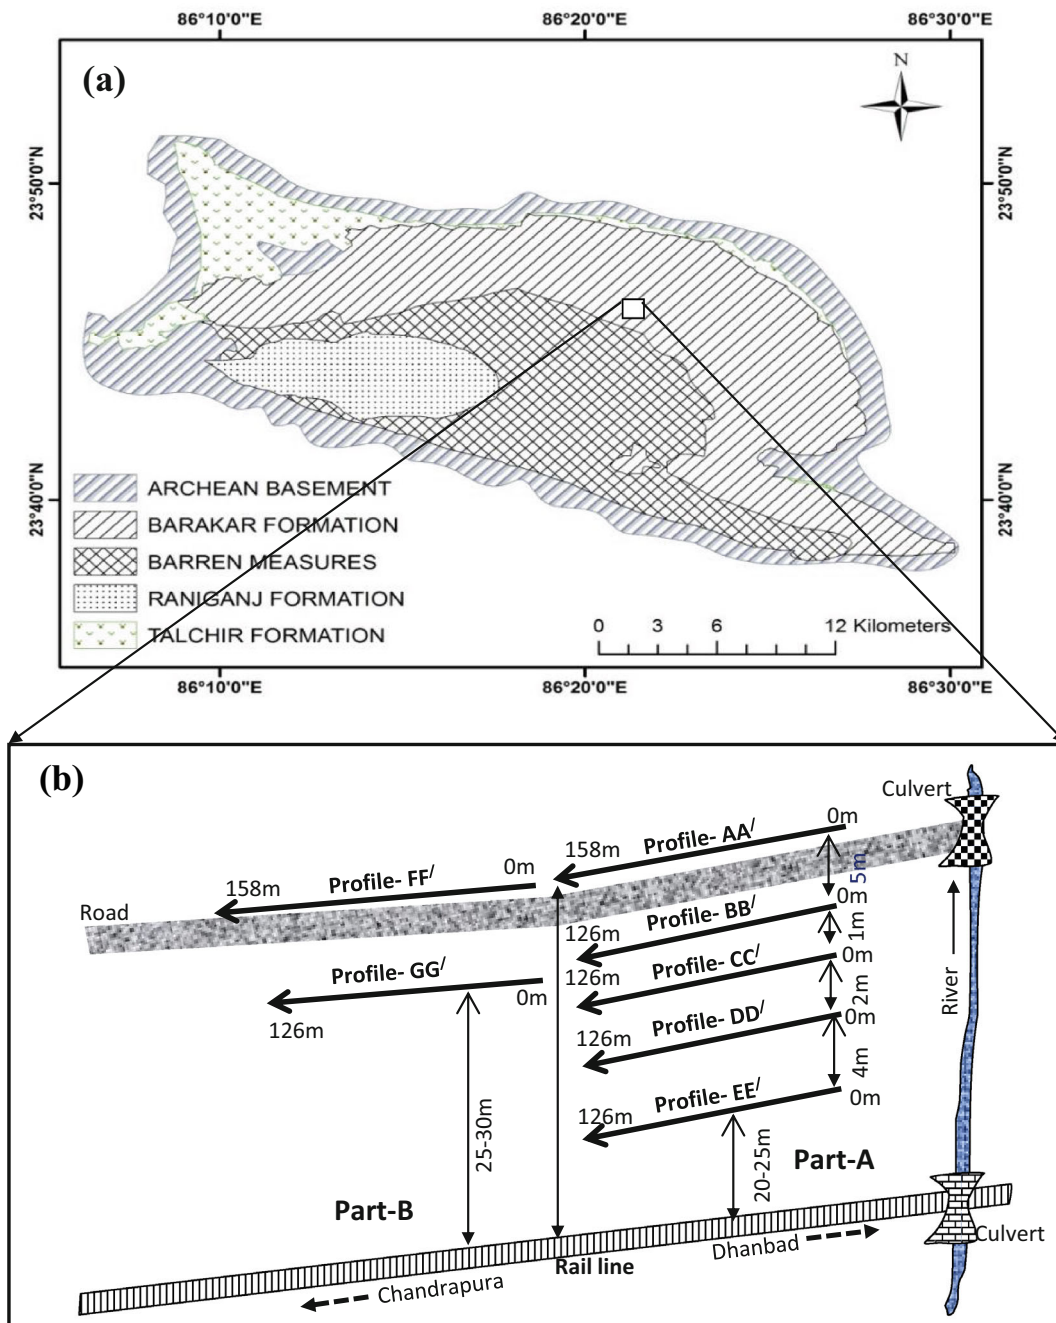 86°10'0"E 86°20'0"E 86°30'0"E
(a)
N
23°50'0"N 23°50'0"N
23°40'0"N 23°40'0"N
ARCHEAN BASEMENT
BARAKAR FORMATION
BARREN MEASURES
RANIGANJ FORMATION
TALCHIR FORMATION
0 3 6 12 Kilometers
86°10'0"E 86°20'0"E 86°30'0"E
(b)
Culvert
0m
Profile- AA/
158m
5m
0m
Profile- FF/
158m
Road
0m
Profile- BB/
126m
1m
0m
Profile- CC/
126m
Profile- GG/
0m
126m
2m
River
0m
Profile- DD/
126m
4m
0m
Profile- EE/
126m
25-30m
20-25m
Part-A
Part-B
Culvert
Dhanbad
Rail line
Chandrapura